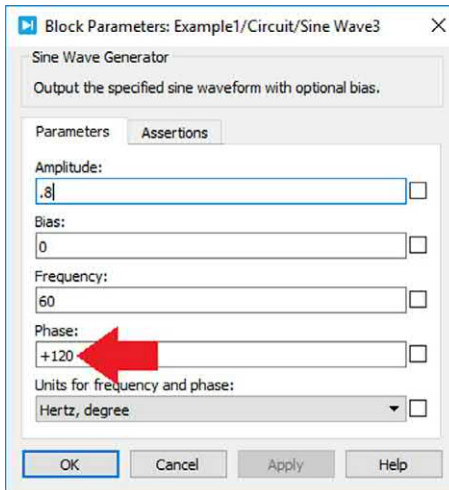 Block Parameters: Example1/Circuit/Sine Wave3
Sine Wave Generator
Output the specified sine waveform with optional bias.
Parameters Assertions
Amplitude:
.8
Bias:
0
Frequency:
60
Phase:
+120
Units for frequency and phase:
Hertz, degree
OK Cancel Apply Help